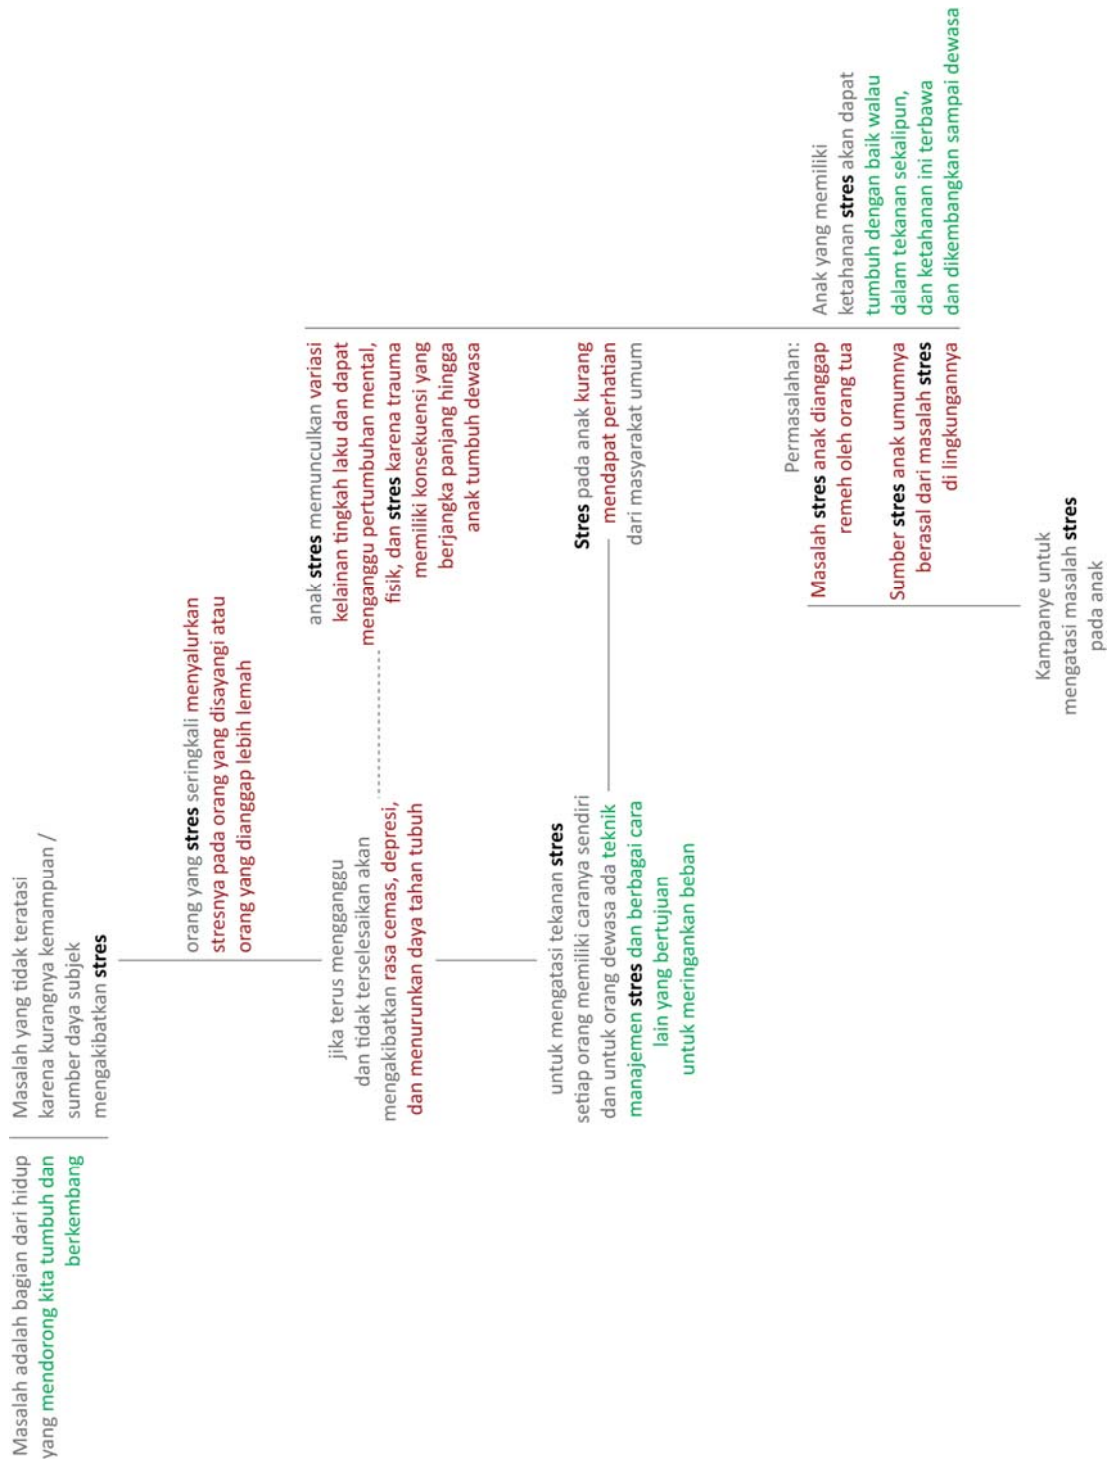 Masalah adalah bagian dari hidup
yang mendorong kita tumbuh dan
berkembang
Masalah yang tidak teratasi
karena kurangnya kemampuan /
sumber daya subjek
mengakibatkan stres
orang yang stres seringkali menyalurkan
stresnya pada orang yang disayangi atau
orang yang dianggap lebih lemah
jika terus mengganggu
dan tidak terselesaikan akan
mengakibatkan rasa cemas, depresi,
dan menurunkan daya tahan tubuh
anak stres memunculkan variasi
kelainan tingkah laku dan dapat
menganggu pertumbuhan mental,
fisik, dan stres karena trauma
memiliki konsekuensi yang
berjangka panjang hingga
anak tumbuh dewasa
untuk mengatasi tekanan stres
setiap orang memiliki caranya sendiri
dan untuk orang dewasa ada teknik
manajemen stres dan berbagai cara
lain yang bertujuan
untuk meringankan beban
Stres pada anak kurang
mendapat perhatian
dari masyarakat umum
Permasalahan:
Masalah stres anak dianggap
remeh oleh orang tua
Sumber stres anak umumnya
berasal dari masalah stres
di lingkungannya
Anak yang memiliki
ketahanan stres akan dapat
tumbuh dengan baik walau
dalam tekanan sekalipun,
dan ketahanan ini terbawa
dan dikembangkan sampai dewasa
Kampanye untuk
mengatasi masalah stres
pada anak